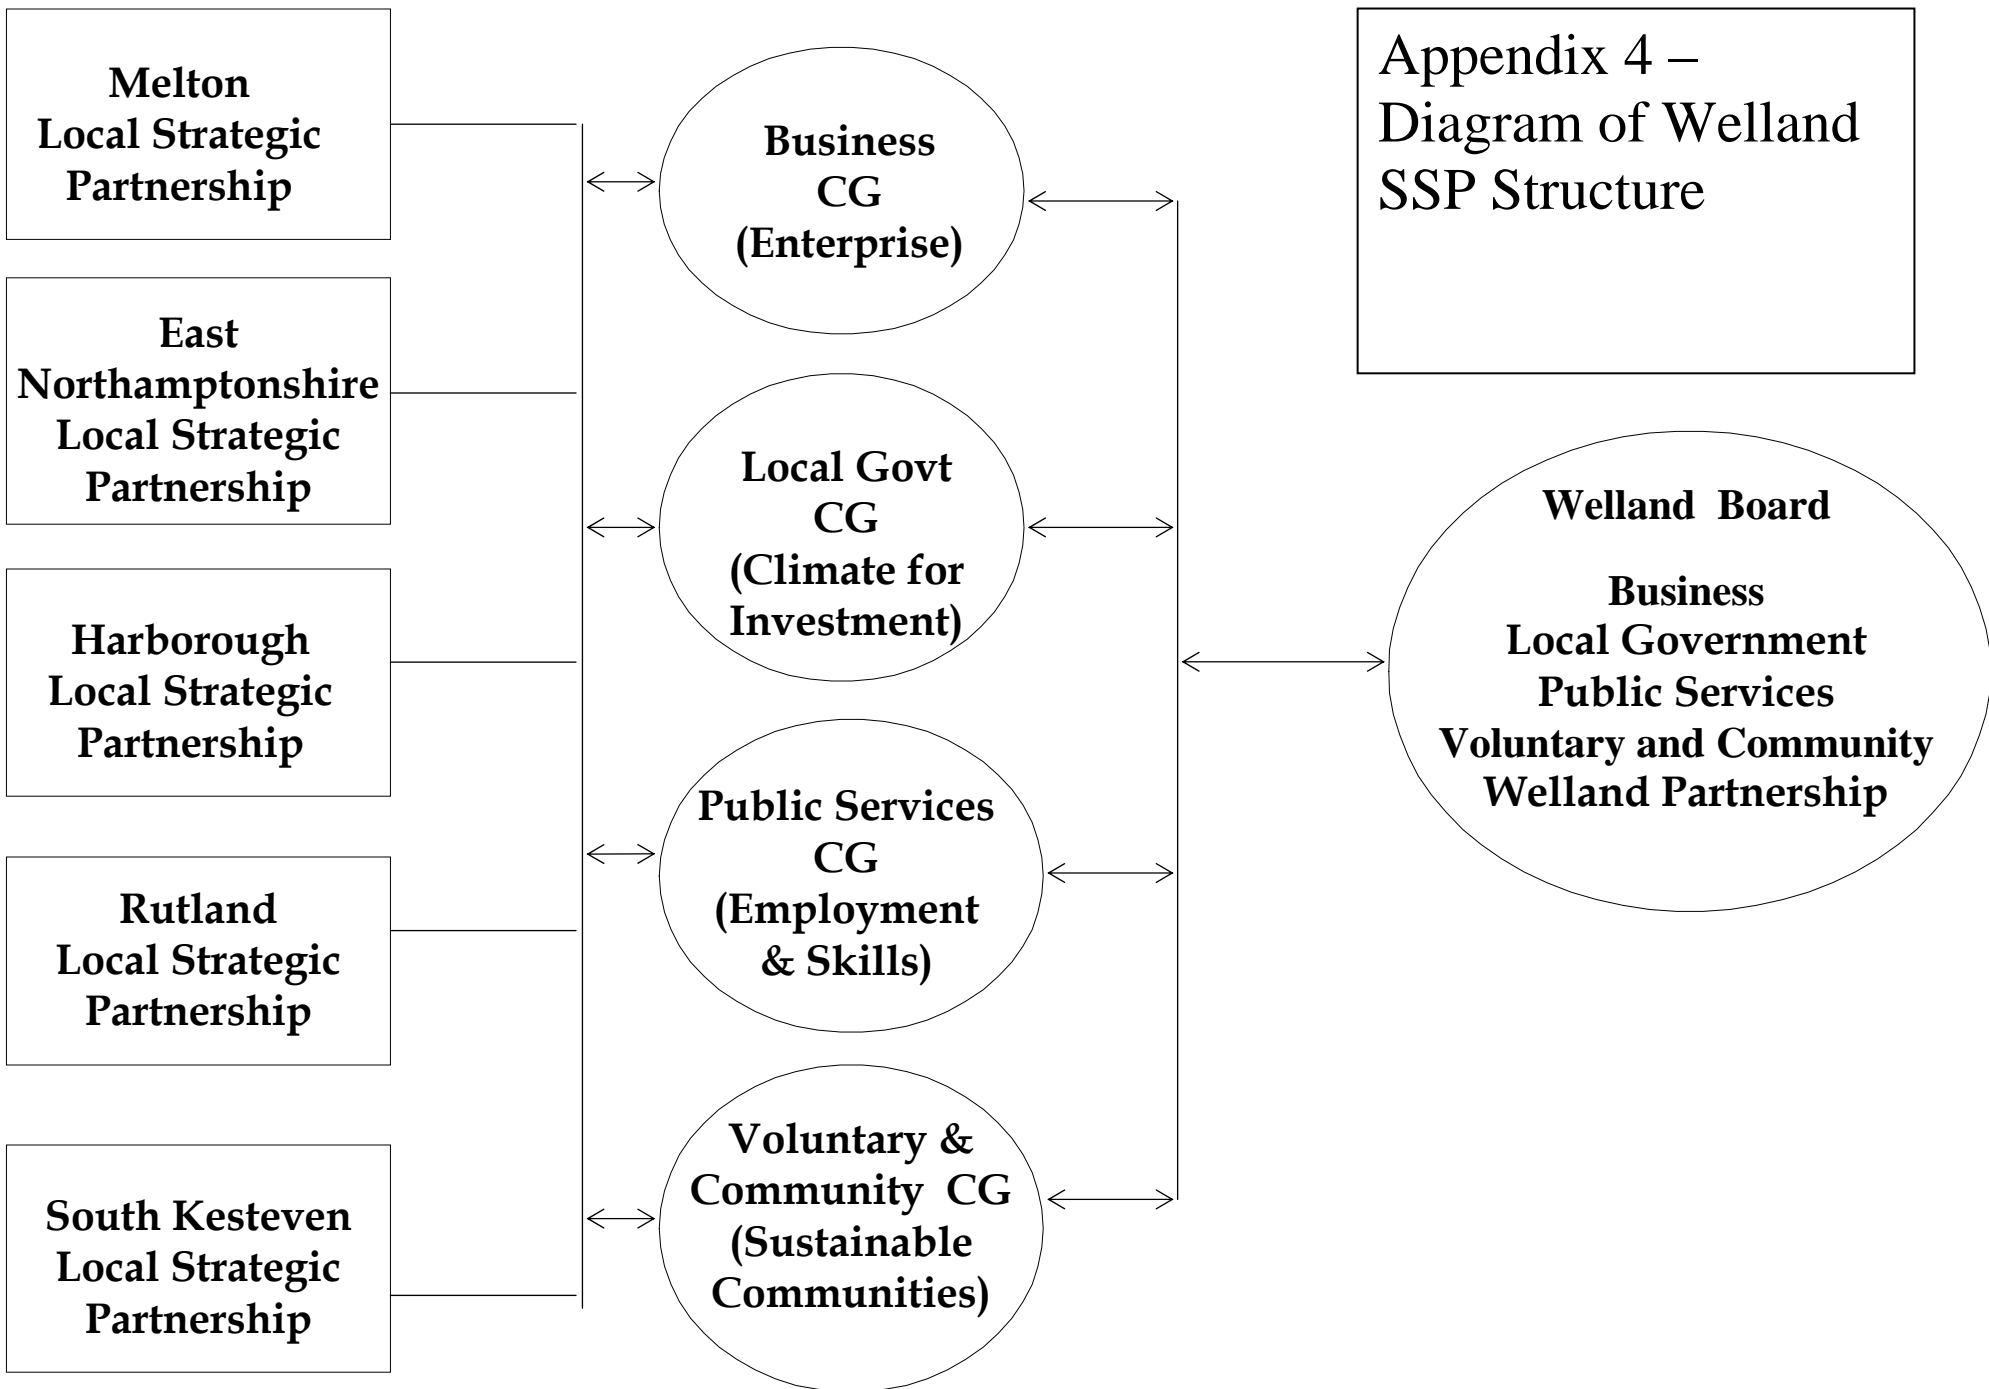 Melton
Local Strategic
Partnership
East
Northamptonshire
Local Strategic
Partnership
Harborough
Local Strategic
Partnership
Rutland
Local Strategic
Partnership
South Kesteven
Local Strategic
Partnership
Business
CG
(Enterprise)
Local Govt
CG
(Climate for
Investment)
Public Services
CG
(Employment
& Skills)
Voluntary &
Community CG
(Sustainable
Communities)
Appendix 4 –
Diagram of Welland
SSP Structure
Welland Board
Business
Local Government
Public Services
Voluntary and Community
Welland Partnership